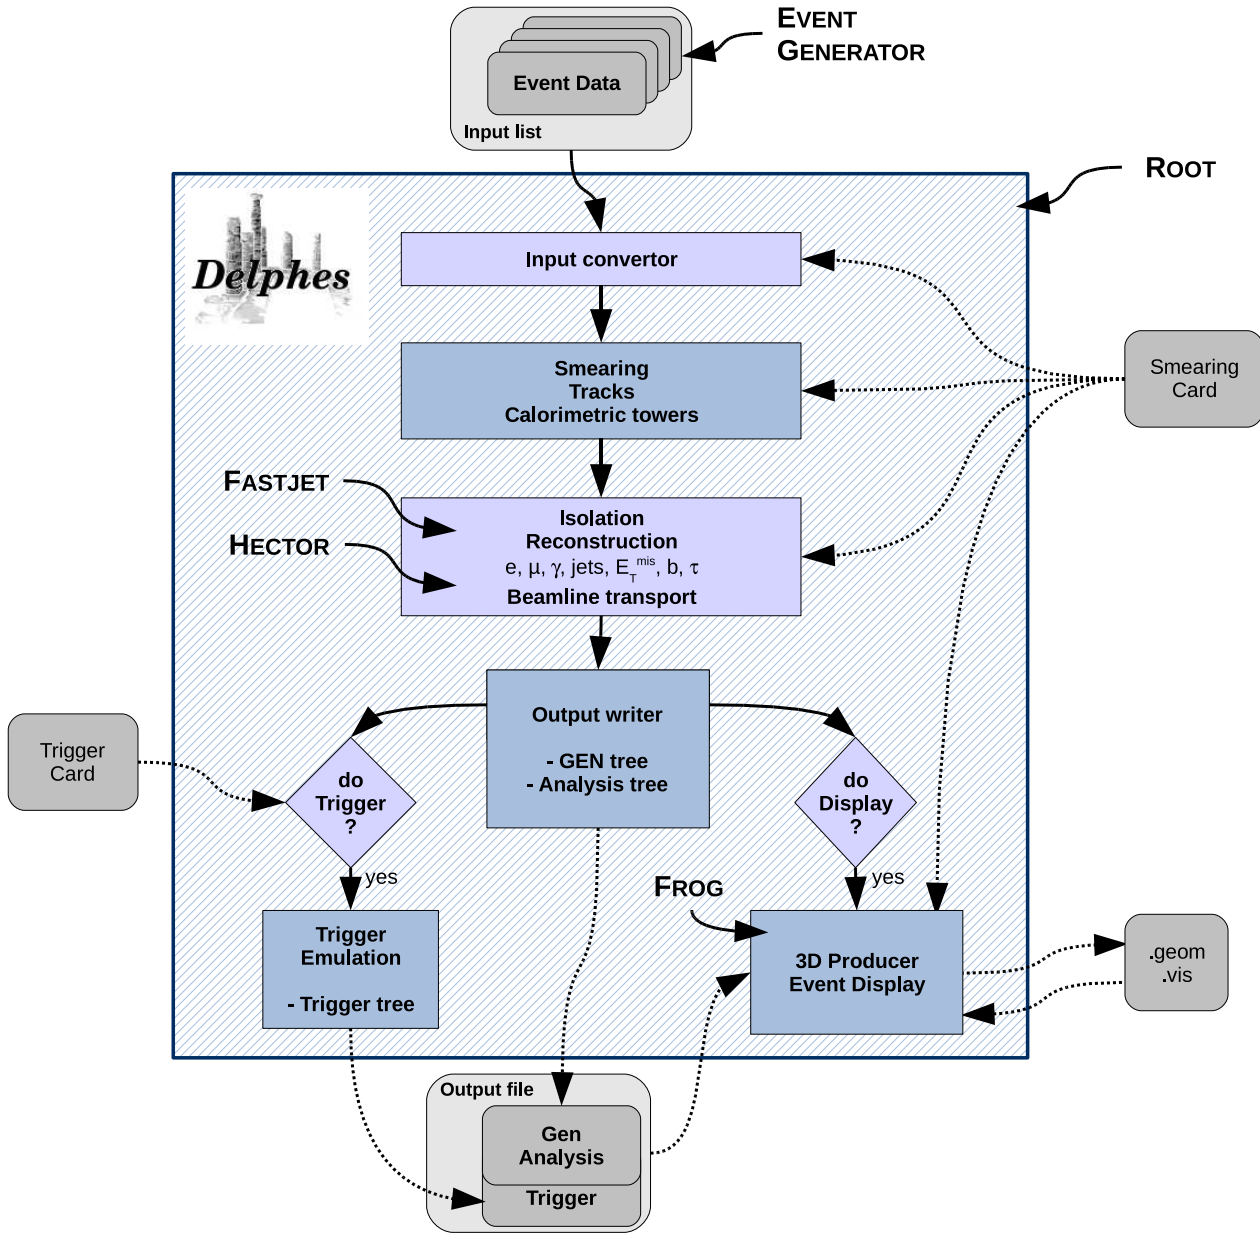 EVENT
GENERATOR
Event Data
Input list
ROOT
Delphes
Input convertor
Smearing
Tracks
Calorimetric towers
Smearing
Card
FASTJET
HECTOR
Isolation
Reconstruction
e, μ, γ, jets, E_T^mis, b, τ
Beamline transport
Output writer
- GEN tree
- Analysis tree
Trigger
Card
do
Trigger
?
do
Display
?
yes
yes
FROG
Trigger
Emulation
- Trigger tree
3D Producer
Event Display
.geom
.vis
Output file
Gen
Analysis
Trigger